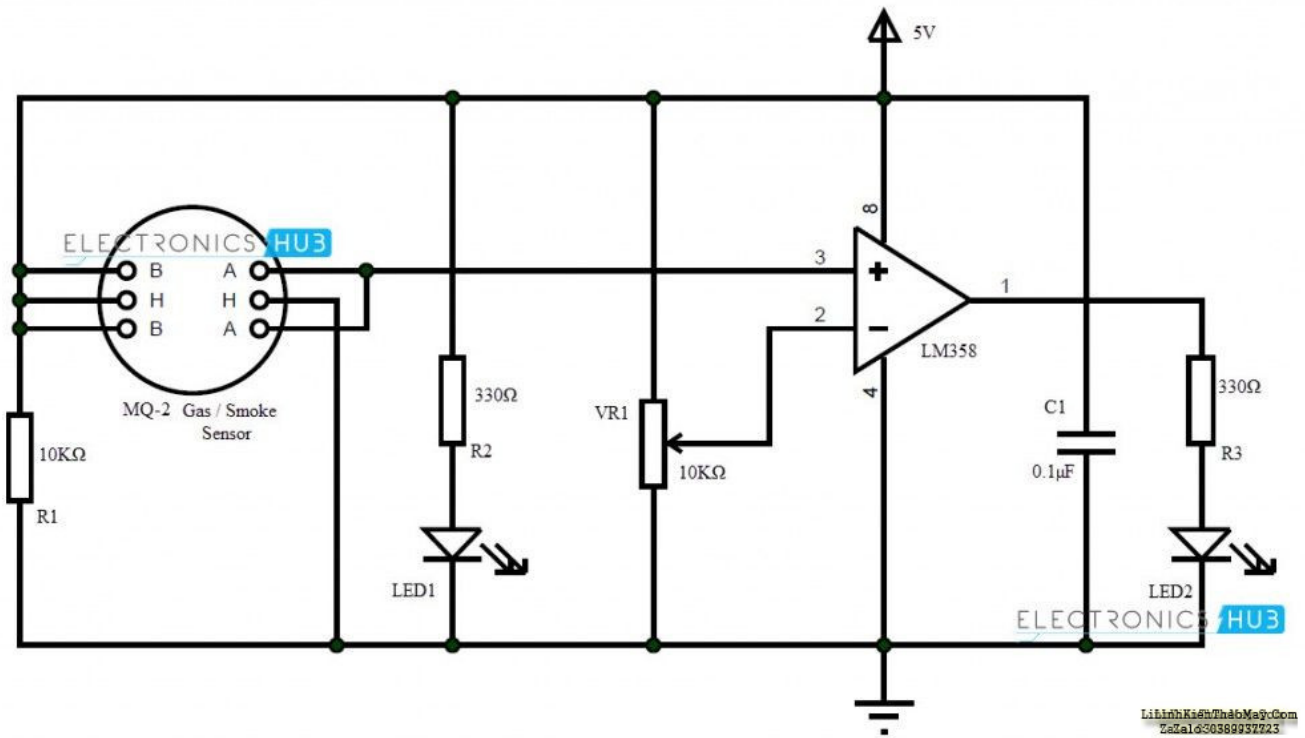 5V
8
ELECTRONICS HUB
B A
3
H H
1
2
B A
LM358
4
330Ω
330Ω
MQ-2 Gas / Smoke
Sensor
VR1
C1
10KΩ
R2
10KΩ
0.1µF
R3
R1
LED1
LED2
ELECTRONICS HUB